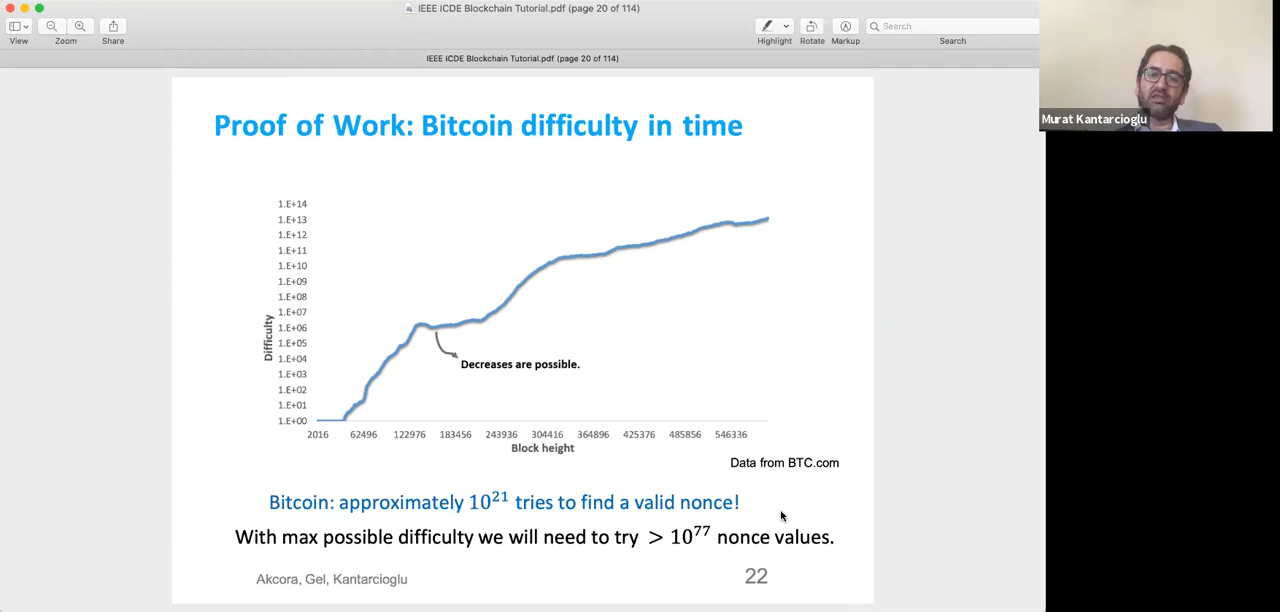 IEEE ICDE Blockchain Tutorial.pdf (page 20 of 114)
View
Zoom
Share
Highlight
Rotate
Markup
Search
Search
IEEE ICDE Blockchain Tutorial.pdf (page 20 of 114)
Murat Kantarcioglu
Proof of Work: Bitcoin difficulty in time
1.E+14
1.E+13
1.E+12
1.E+11
1.E+10
1.E+09
1.E+08
1.E+07
1.E+06
1.E+05
1.E+04
1.E+03
1.E+02
1.E+01
1.E+00
Difficulty
Decreases are possible.
2016 62496 122976 183456 243936 304416 364896 425376 485856 546336
Block height
Data from BTC.com
Bitcoin: approximately 10²¹ tries to find a valid nonce!
With max possible difficulty we will need to try > 10⁷⁷ nonce values.
Akcora, Gel, Kantarcioglu
22